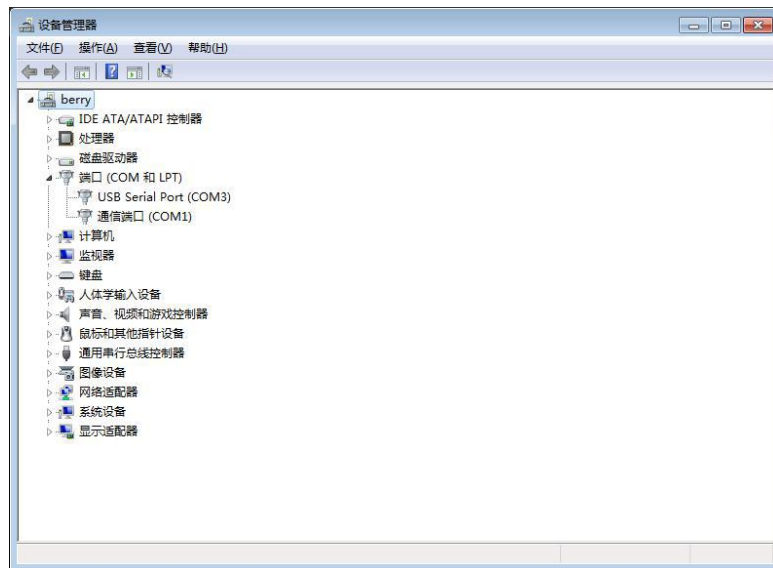 设备管理器
文件(F) 操作(A) 查看(V) 帮助(H)
berry
IDE ATA/ATAPI 控制器
处理器
磁盘驱动器
端口 (COM 和 LPT)
USB Serial Port (COM3)
通信端口 (COM1)
计算机
监视器
键盘
人体学输入设备
声音、视频和游戏控制器
鼠标和其他指针设备
通用串行总线控制器
图像设备
网络适配器
系统设备
显示适配器